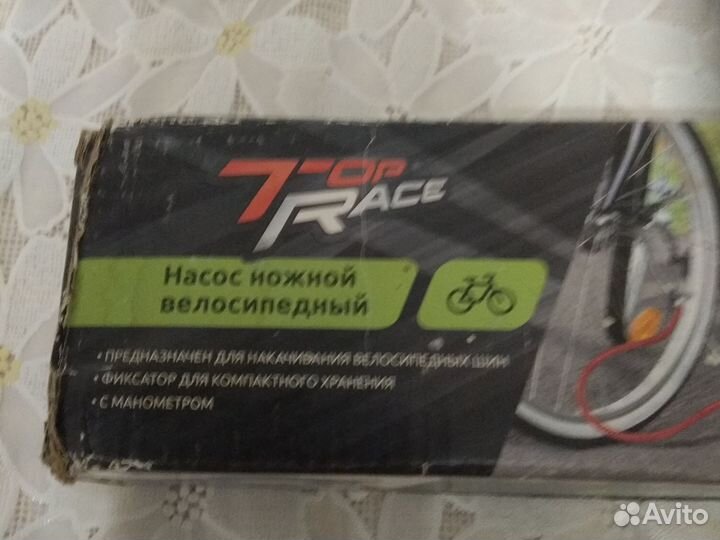 TOP
RACE
Насос ножной
велосипедный
• ПРЕДНАЗНАЧЕН ДЛЯ НАКАЧИВАНИЯ ВЕЛОСИПЕДНЫХ ШИН
• ФИКСАТОР ДЛЯ КОМПАКТНОГО ХРАНЕНИЯ
• С МАНОМЕТРОМ
Avito